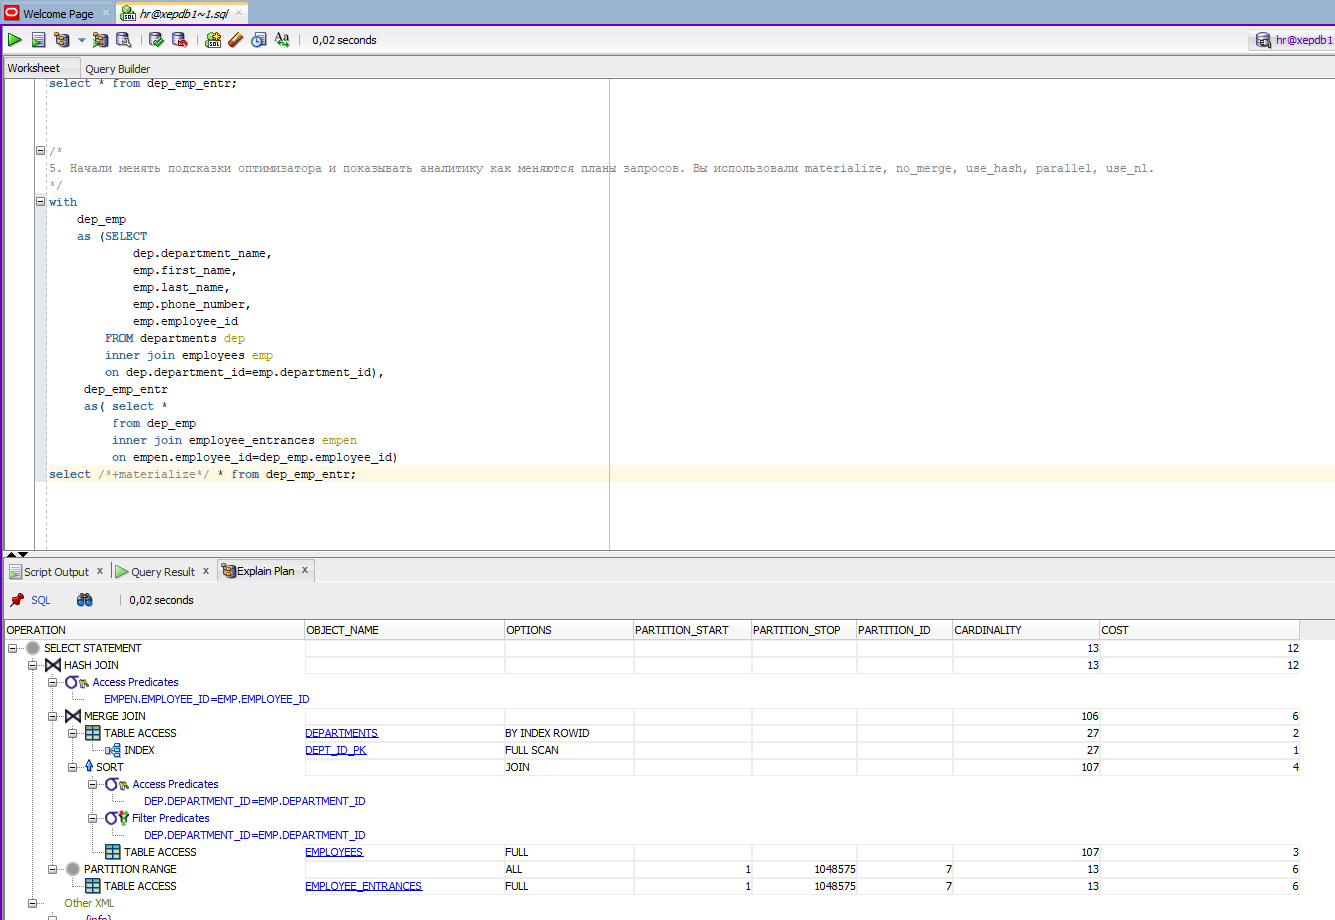 Welcome Page
hr@xepdb1~1.sql
0,02 seconds
hr@xepdb1
Worksheet
Query Builder
select * from dep_emp_entr;
/*
5. Начали менять подсказки оптимизатора и показывать аналитику как меняются планы запросов. Вы использовали materialize, no_merge, use_hash, parallel, use_nl.
*/
with
dep_emp
as (SELECT
dep.department_name,
emp.first_name,
emp.last_name,
emp.phone_number,
emp.employee_id
FROM departments dep
inner join employees emp
on dep.department_id=emp.department_id),
dep_emp_entr
as( select *
from dep_emp
inner join employee_entrances empen
on empen.employee_id=dep_emp.employee_id)
select /*+materialize*/ * from dep_emp_entr;
Script Output
Query Result
Explain Plan
SQL
0,02 seconds
OPERATION OBJECT_NAME OPTIONS PARTITION_START PARTITION_STOP PARTITION_ID CARDINALITY COST
SELECT STATEMENT 13 12
HASH JOIN 13 12
Access Predicates
EMPEN.EMPLOYEE_ID=EMP.EMPLOYEE_ID
MERGE JOIN 106 6
TABLE ACCESS DEPARTMENTS BY INDEX ROWID 27 2
INDEX DEPT_ID_PK FULL SCAN 27 1
SORT JOIN 107 4
Access Predicates
DEP.DEPARTMENT_ID=EMP.DEPARTMENT_ID
Filter Predicates
DEP.DEPARTMENT_ID=EMP.DEPARTMENT_ID
TABLE ACCESS EMPLOYEES FULL 107 3
PARTITION RANGE ALL 1 1048575 7 13 6
TABLE ACCESS EMPLOYEE_ENTRANCES FULL 1 1048575 7 13 6
Other XML
{info}